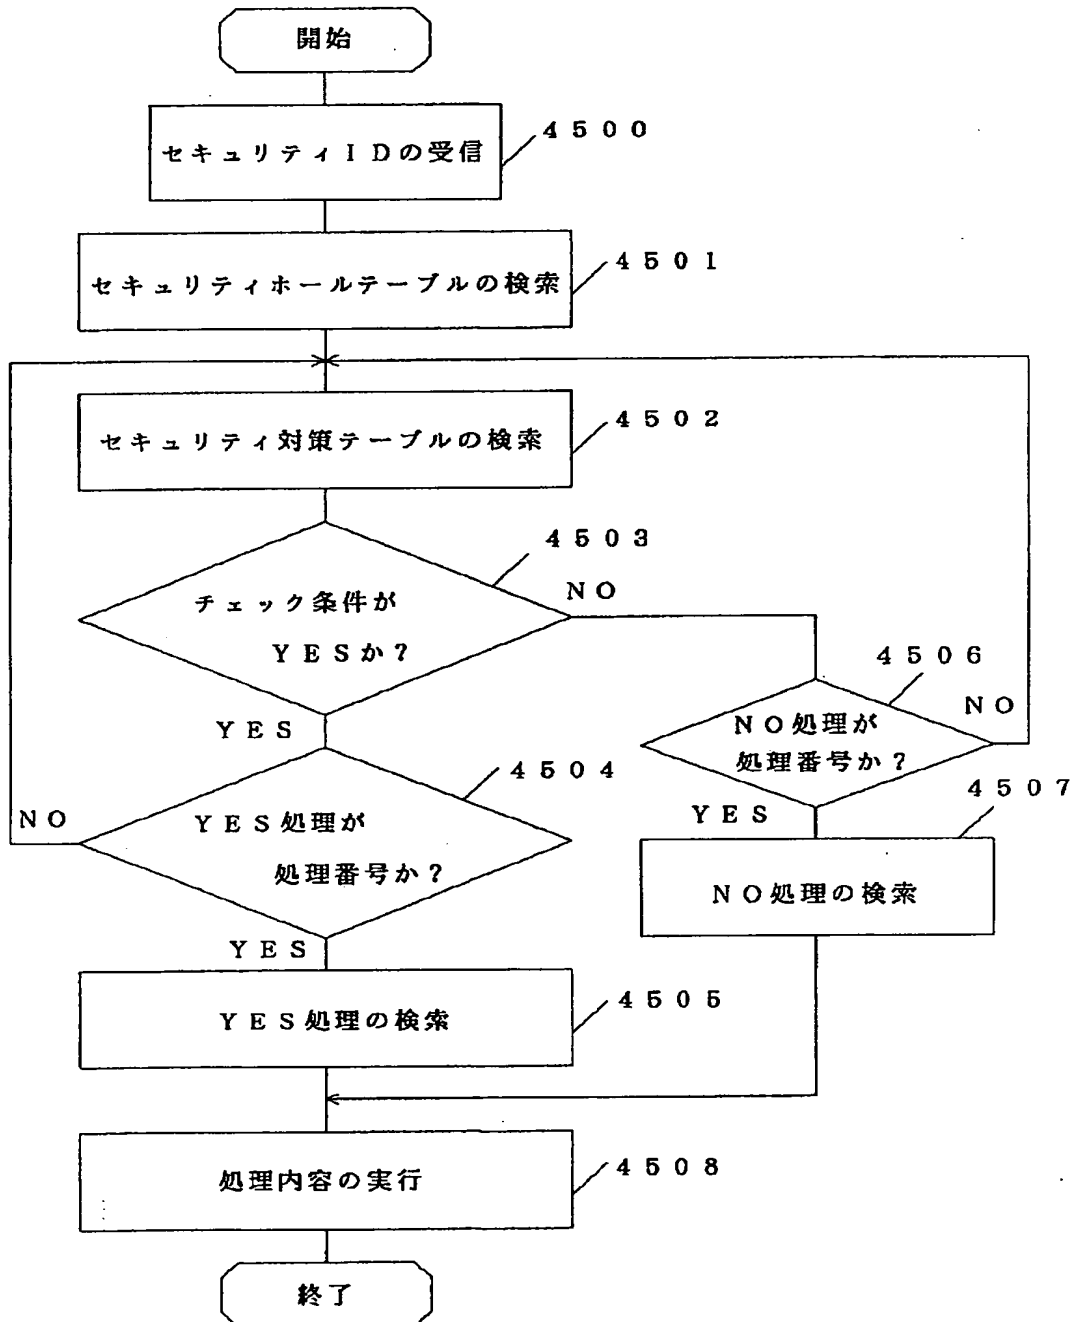 開始
4500
セキュリティIDの受信
4501
セキュリティホールテーブルの検索
4502
セキュリティ対策テーブルの検索
4503
NO
チェック条件が
YESか?
4506
NO
NO処理が
処理番号か?
YES
4504
4507
NO
YES処理が
処理番号か?
YES
NO処理の検索
YES
4505
YES処理の検索
4508
処理内容の実行
終了